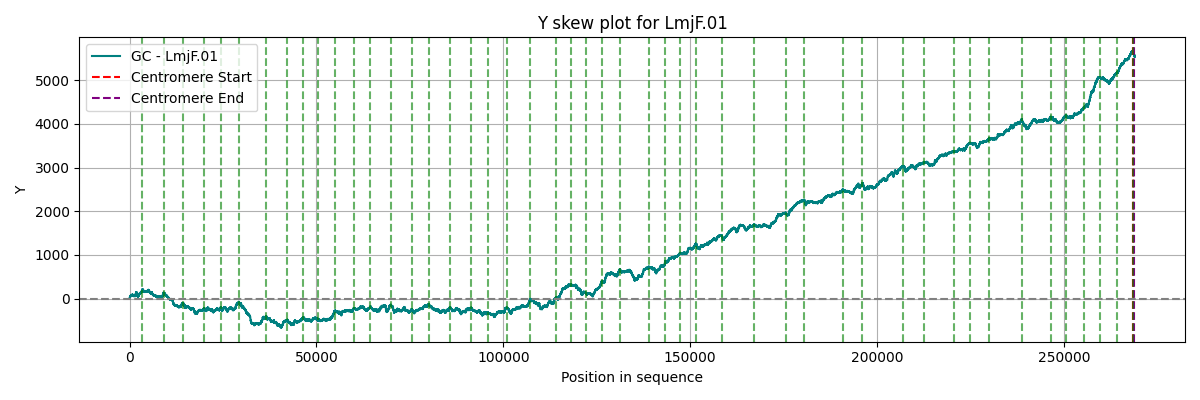 Y skew plot for LmjF.01
GC - LmjF.01
Centromere Start
Centromere End
5000
4000
3000
2000
1000
0
Y
0 50000 100000 150000 200000 250000
Position in sequence